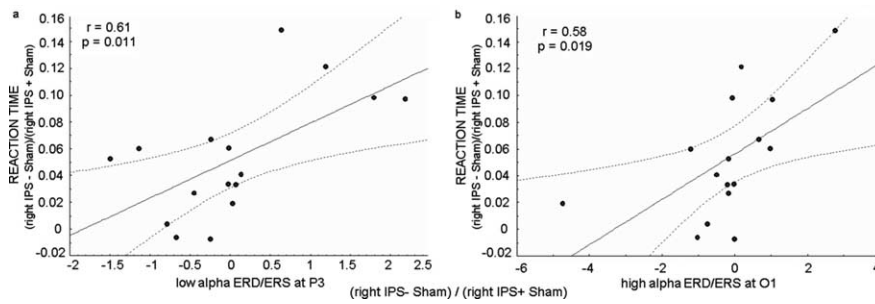 a
r = 0.61
p = 0.011
REACTION TIME
(right IPS - Sham)/(right IPS + Sham)
0.16
0.14
0.12
0.10
0.08
0.06
0.04
0.02
0
-0.02
-2
-1.5
-1
-0.5
0
0.5
1
1.5
2
2.5
low alpha ERD/ERS at P3
b
r = 0.58
p = 0.019
REACTION TIME
(right IPS - Sham)/(right IPS + Sham)
0.16
0.14
0.12
0.10
0.08
0.06
0.04
0.02
0
-0.02
-6
-4
-2
0
2
4
high alpha ERD/ERS at O1
(right IPS- Sham) / (right IPS+ Sham)